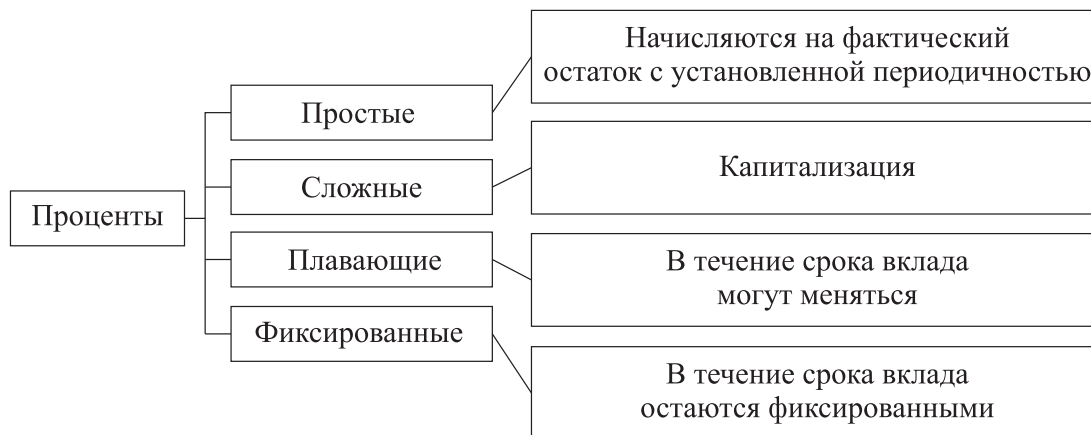 Проценты
Простые
Начисляются на фактический
остаток с установленной периодичностью
Сложные
Капитализация
Плавающие
В течение срока вклада
могут меняться
Фиксированные
В течение срока вклада
остаются фиксированными